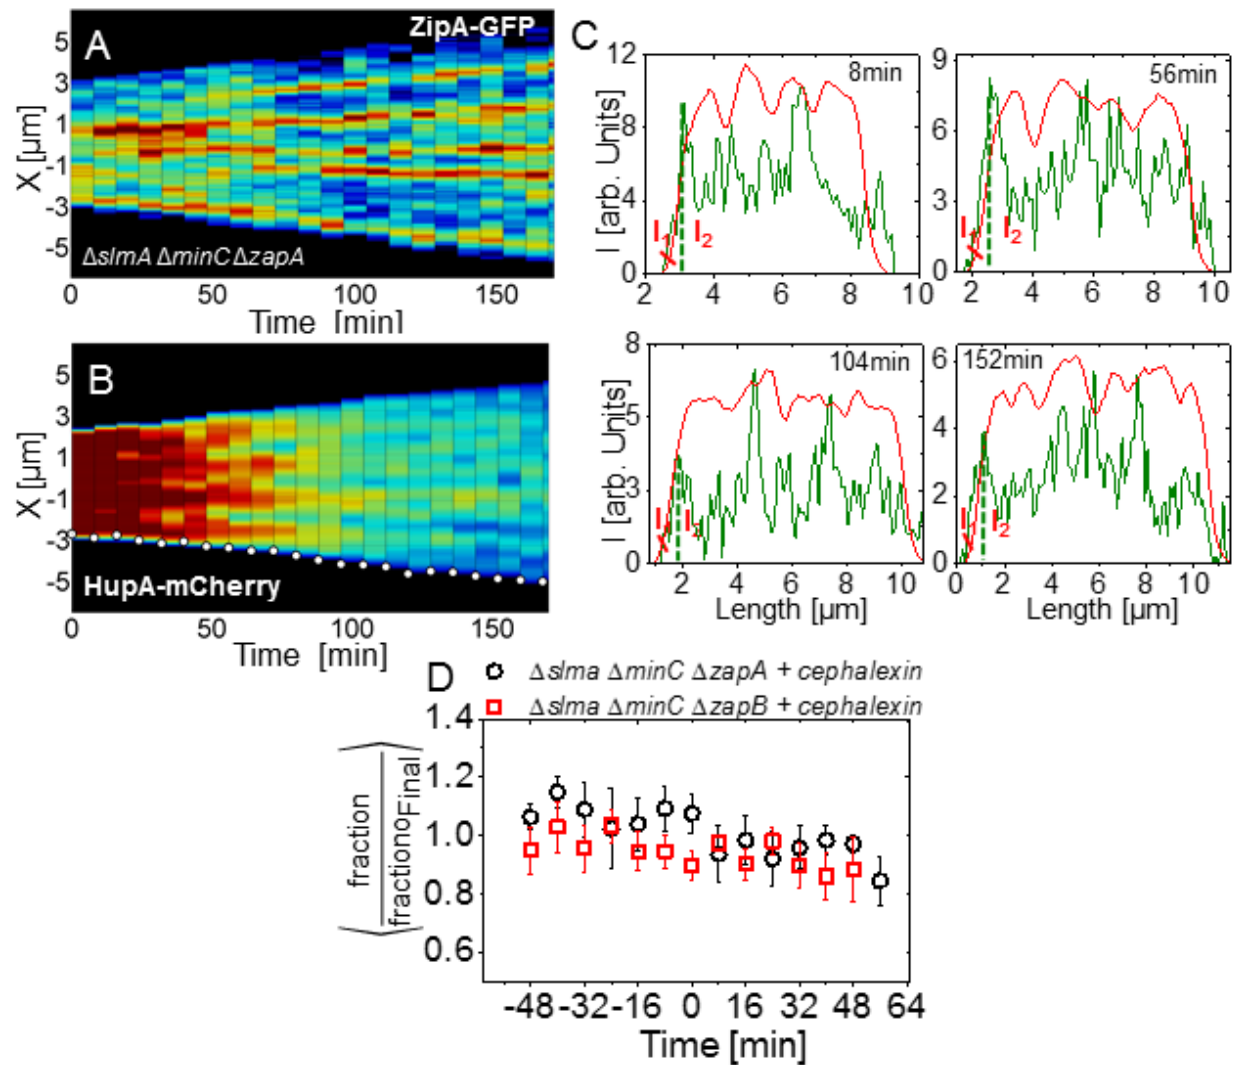 A
ZipA-GFP
X [µm]
5
3
1
-1
-3
-5
ΔslmA ΔminC ΔzapA
0 50 100 150
Time [min]
B
X [µm]
5
3
1
-1
-3
-5
HupA-mCherry
0 50 100 150
Time [min]
C
I [arb. Units]
12
8
4
0
8min
I1 I2
2 4 6 8 10
9
6
3
0
56min
I1 I2
2 4 6 8 10
I [arb. Units]
8
5
3
0
104min
I2
2 4 6 8 10
Length [µm]
6
4
2
0
152min
I1 I2
0 2 4 6 8 10
Length [µm]
D
Δslma ΔminC ΔzapA + cephalexin
Δslma ΔminC ΔzapB + cephalexin
fraction
fractionoFinal
1.4
1.2
1.0
0.8
0.6
-48 -32 -16 0 16 32 48 64
Time [min]